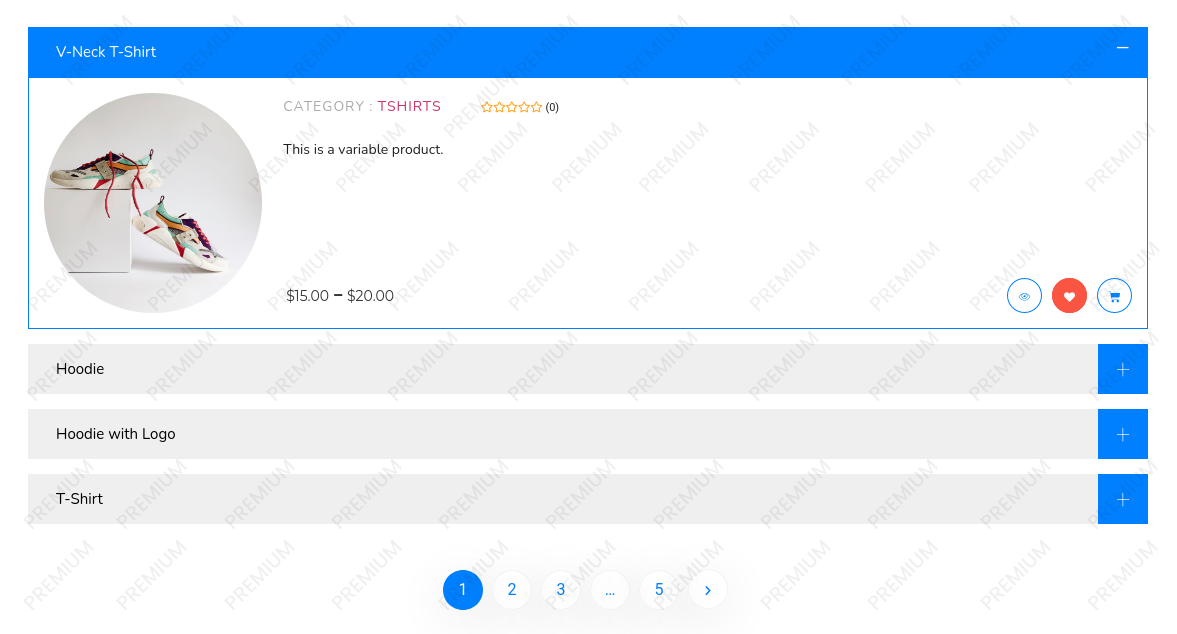 V-Neck T-Shirt
CATEGORY : TSHIRTS (0)
This is a variable product.
$15.00 – $20.00
Hoodie
Hoodie with Logo
T-Shirt
1 2 3 ... 5 ›
PREMIUM